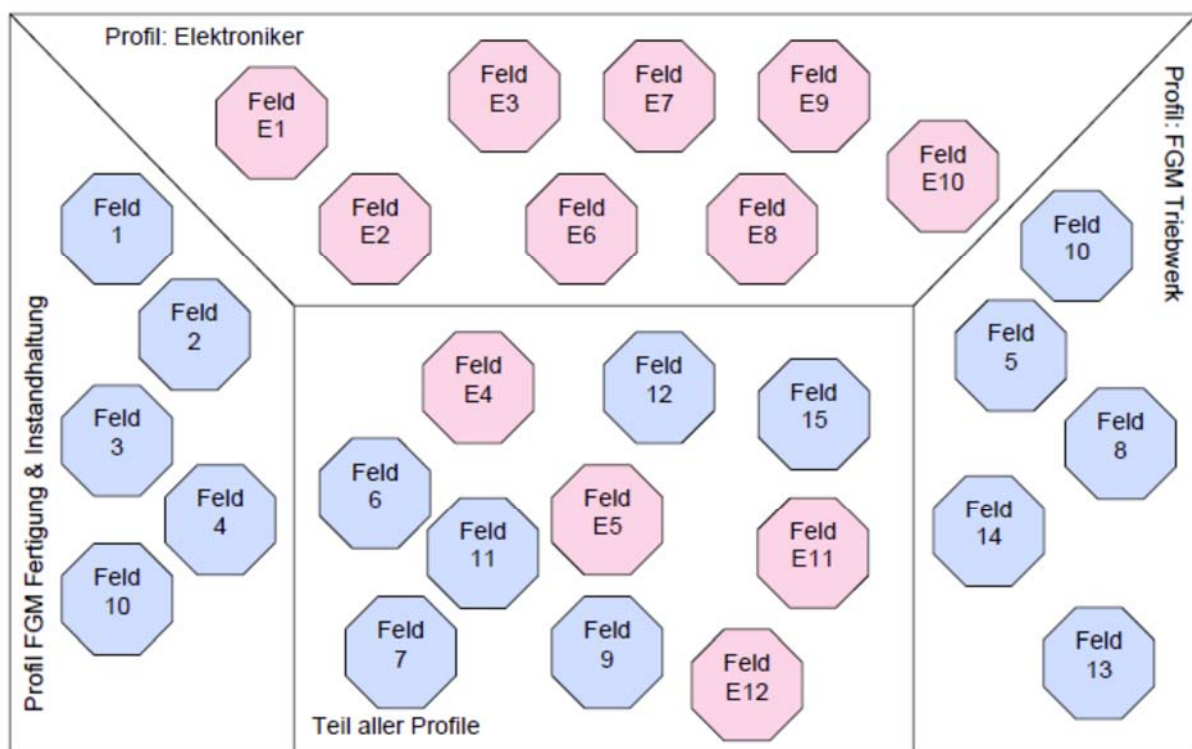 Profil: Elektroniker
Feld
E1
Feld
E3
Feld
E7
Feld
E9
Feld
E10
Feld
E2
Feld
E6
Feld
E8
Profil FGM Fertigung & Instandhaltung
Feld
1
Feld
2
Feld
3
Feld
4
Feld
10
Feld
E4
Feld
12
Feld
15
Feld
6
Feld
11
Feld
E5
Feld
E11
Feld
7
Feld
9
Feld
E12
Teil aller Profile
Profil: FGM Triebwerk
Feld
10
Feld
5
Feld
8
Feld
14
Feld
13